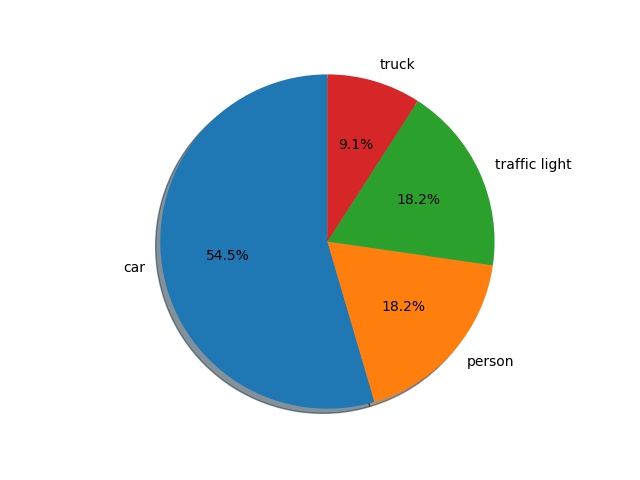 truck
9.1%
traffic light
18.2%
54.5%
car
18.2%
person